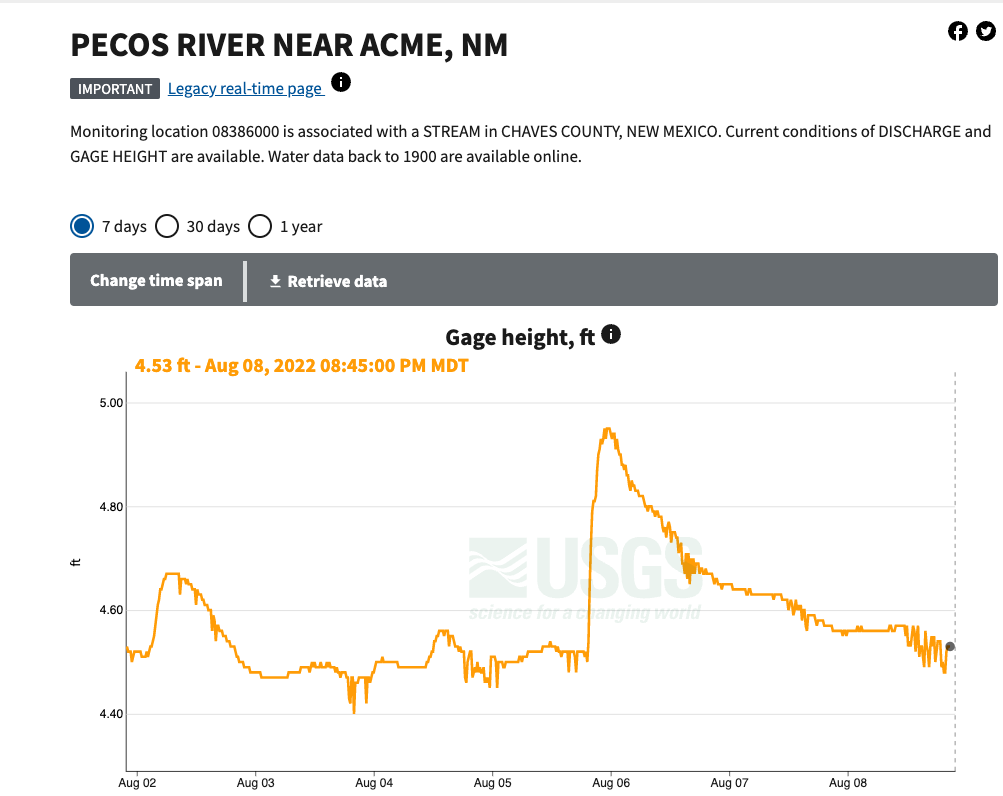 PECOS RIVER NEAR ACME, NM
IMPORTANT Legacy real-time page
Monitoring location 08386000 is associated with a STREAM in CHAVES COUNTY, NEW MEXICO. Current conditions of DISCHARGE and
GAGE HEIGHT are available. Water data back to 1900 are available online.
7 days 30 days 1 year
Change time span Retrieve data
Gage height, ft
4.53 ft - Aug 08, 2022 08:45:00 PM MDT
5.00
4.80
ft
USGS
science for a changing world
4.60
4.40
Aug 02 Aug 03 Aug 04 Aug 05 Aug 06 Aug 07 Aug 08